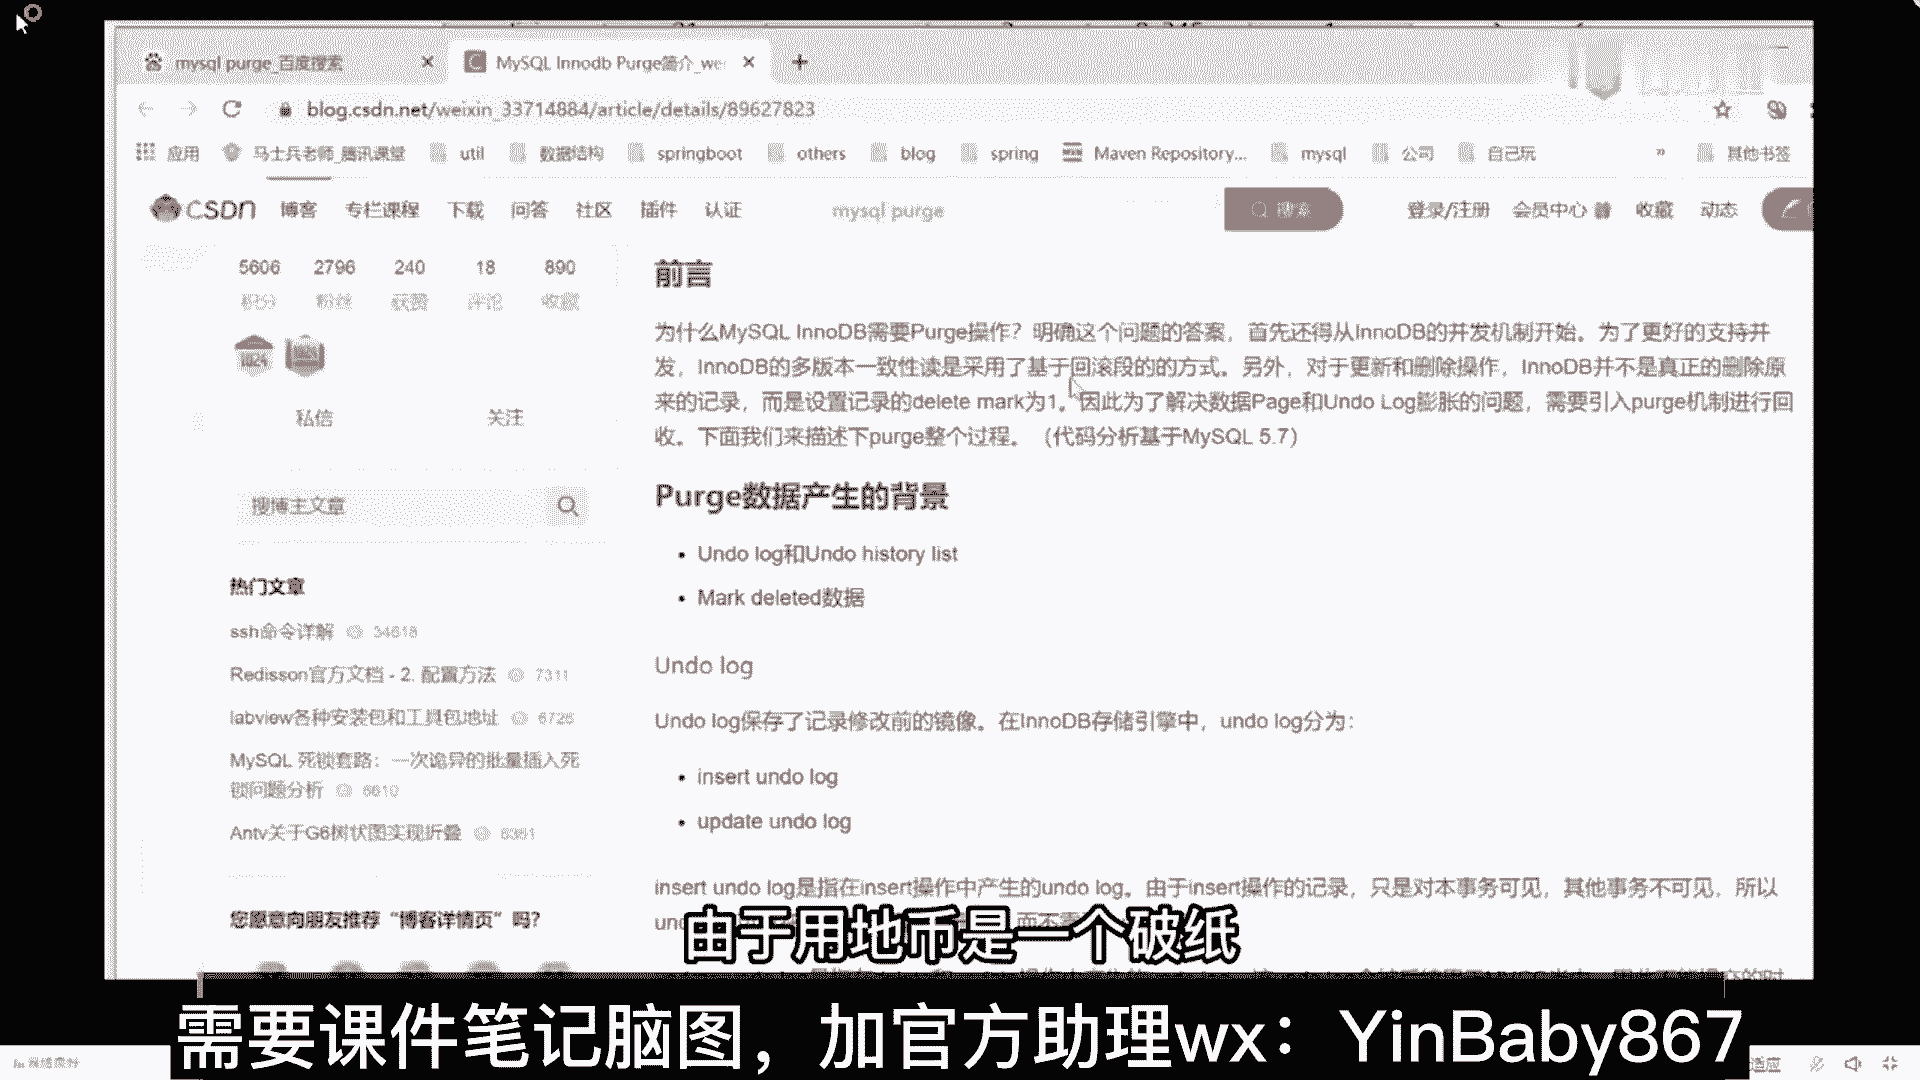 mysql purge_百度搜索
MySQL Innodb Purge简介_we
blog.csdn.net/weixin_33714884/article/details/89627823
应用 马士兵老师_腾讯课堂 util 数据结构 springboot others blog spring Maven Repository... mysql 公司 自己玩 » 其他书签
CSDN 博客 专栏课程 下载 问答 社区 插件 认证 mysql purge 搜索 登录/注册 会员中心 收藏 动态
5606 2796 240 18 890
积分 粉丝 获赞 评论 收藏
1024
私信 关注
搜博主文章
热门文章
ssh命令详解 34618
Redisson官方文档 - 2. 配置方法 7311
labview各种安装包和工具包地址 6726
MySQL 死锁套路：一次诡异的批量插入死
锁问题分析 6610
Antv关于G6树状图实现折叠 6361
您愿意向朋友推荐“博客详情页”吗？
前言
为什么MySQL InnoDB需要Purge操作？明确这个问题的答案，首先还得从InnoDB的并发机制开始。为了更好的支持并
发，InnoDB的多版本一致性读是采用了基于回滚段的的方式。另外，对于更新和删除操作，InnoDB并不是真正的删除原
来的记录，而是设置记录的delete mark为1。因此为了解决数据Page和Undo Log膨胀的问题，需要引入purge机制进行回
收。下面我们来描述下purge整个过程。（代码分析基于MySQL 5.7）
Purge数据产生的背景
Undo log和Undo history list
Mark deleted数据
Undo log
Undo log保存了记录修改前的镜像。在InnoDB存储引擎中，undo log分为：
insert undo log
update undo log
insert undo log是指在insert操作中产生的undo log。由于insert操作的记录，只是对本事务可见，其他事务不可见，所以
由于用地币是一个破纸
需要课件笔记脑图，加官方助理wx：YinBaby867
适应